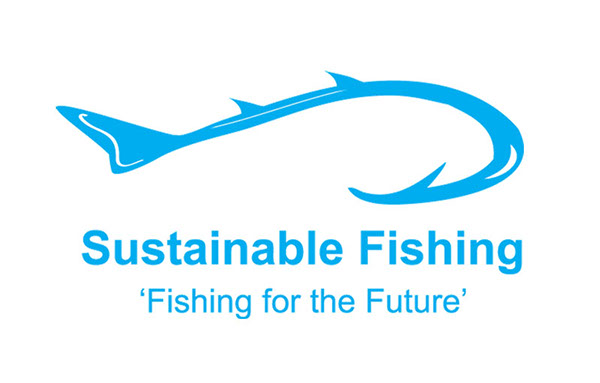 Sustainable Fishing
‘Fishing for the Future’